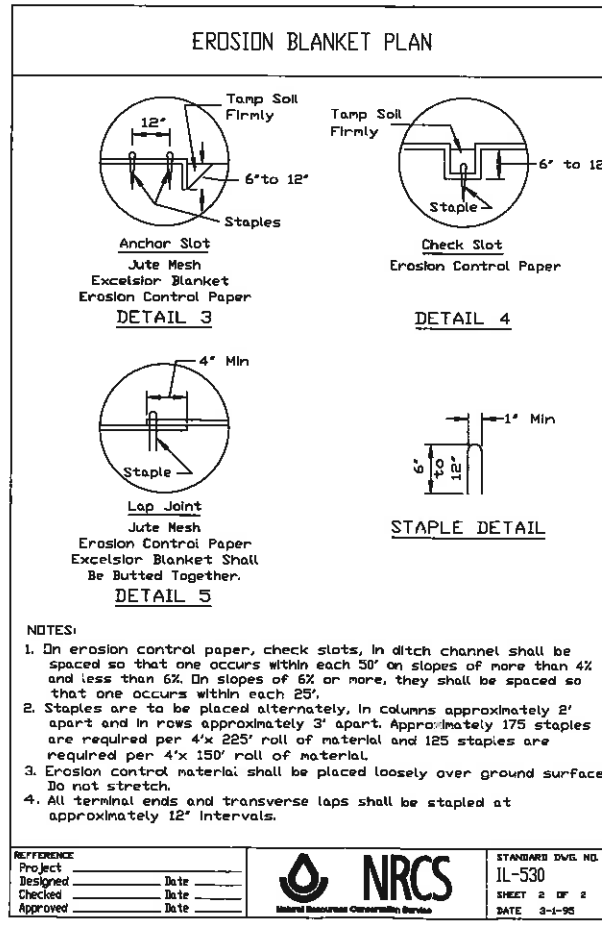 EROSION BLANKET PLAN
Tamp Soil
Firmly
12"
6"to 12"
Staples
Anchor Slot
Jute Mesh
Excelsior Blanket
Erosion Control Paper
DETAIL 3
Tamp Soil
Firmly
6" to 12
Staple
Check Slot
Erosion Control Paper
DETAIL 4
4" Min
Staple
Lap Joint
Jute Mesh
Erosion Control Paper
Excelsior Blanket Shall
Be Butted Together.
DETAIL 5
1" Min
6"
to
12"
STAPLE DETAIL
NOTES:
1. On erosion control paper, check slots, in ditch channel shall be
spaced so that one occurs within each 50' on slopes of more than 4%
and less than 6%. On slopes of 6% or more, they shall be spaced so
that one occurs within each 25'.
2. Staples are to be placed alternately, in columns approximately 2'
apart and in rows approximately 3' apart. Approximately 175 staples
are required per 4'x 225' roll of material and 125 staples are
required per 4'x 150' roll of material.
3. Erosion control material shall be placed loosely over ground surface
Do not stretch.
4. All terminal ends and transverse laps shall be stapled at
approximately 12" intervals.
REFFERENCE
Project
Designed Date
Checked Date
Approved Date
NRCS
Natural Resources Conservation Service
STANDARD DWG. NO.
IL-530
SHEET 2 OF 2
DATE 3-1-95